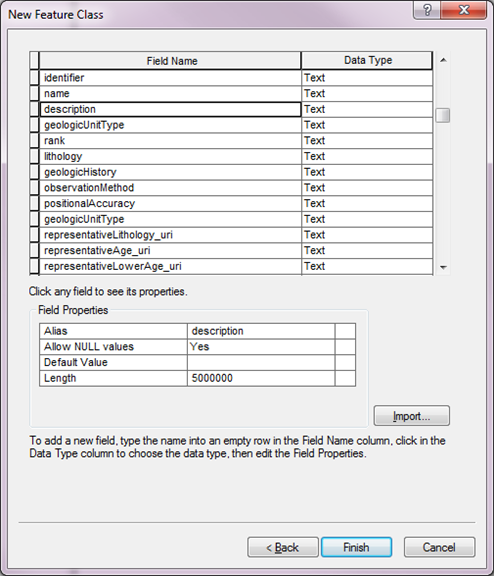 New Feature Class
?
Field Name Data Type
identifier Text
name Text
description Text
geologicUnitType Text
rank Text
lithology Text
geologicHistory Text
observationMethod Text
positionalAccuracy Text
geologicUnitType Text
representativeLithology_uri Text
representativeAge_uri Text
representativeLowerAge_uri Text
Click any field to see its properties.
Field Properties
Alias description
Allow NULL values Yes
Default Value
Length 5000000
Import...
To add a new field, type the name into an empty row in the Field Name column, click in the
Data Type column to choose the data type, then edit the Field Properties.
< Back Finish Cancel